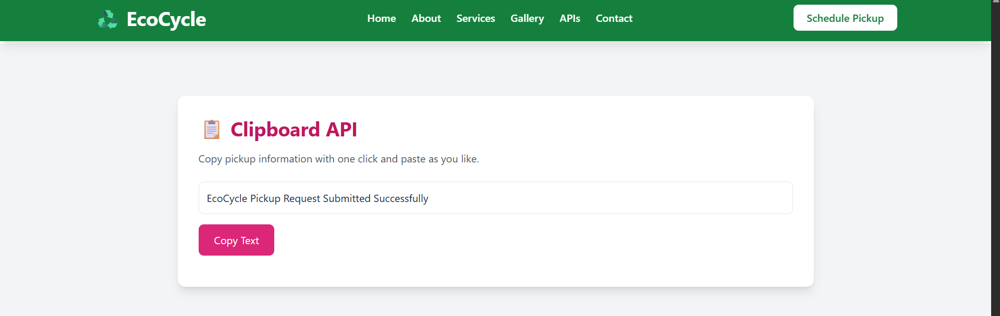 EcoCycle
Home About Services Gallery APIs Contact
Schedule Pickup
Clipboard API
Copy pickup information with one click and paste as you like.
EcoCycle Pickup Request Submitted Successfully
Copy Text